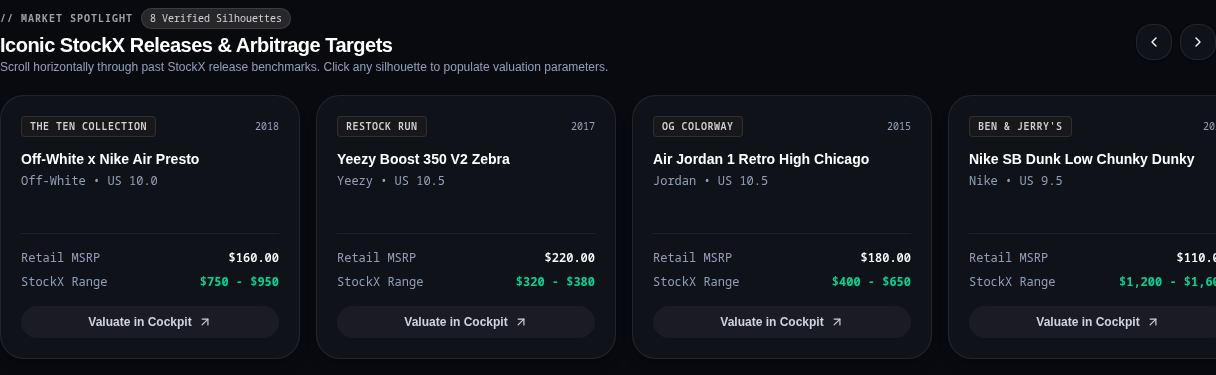 // MARKET SPOTLIGHT 8 Verified Silhouettes
Iconic StockX Releases & Arbitrage Targets
Scroll horizontally through past StockX release benchmarks. Click any silhouette to populate valuation parameters.
THE TEN COLLECTION 2018
Off-White x Nike Air Presto
Off-White • US 10.0
Retail MSRP $160.00
StockX Range $750 - $950
Valuate in Cockpit
RESTOCK RUN 2017
Yeezy Boost 350 V2 Zebra
Yeezy • US 10.5
Retail MSRP $220.00
StockX Range $320 - $380
Valuate in Cockpit
OG COLORWAY 2015
Air Jordan 1 Retro High Chicago
Jordan • US 10.5
Retail MSRP $180.00
StockX Range $400 - $650
Valuate in Cockpit
BEN & JERRY'S
Nike SB Dunk Low Chunky Dunky
Nike • US 9.5
Retail MSRP
StockX Range $1,200 -
Valuate in Cockpit